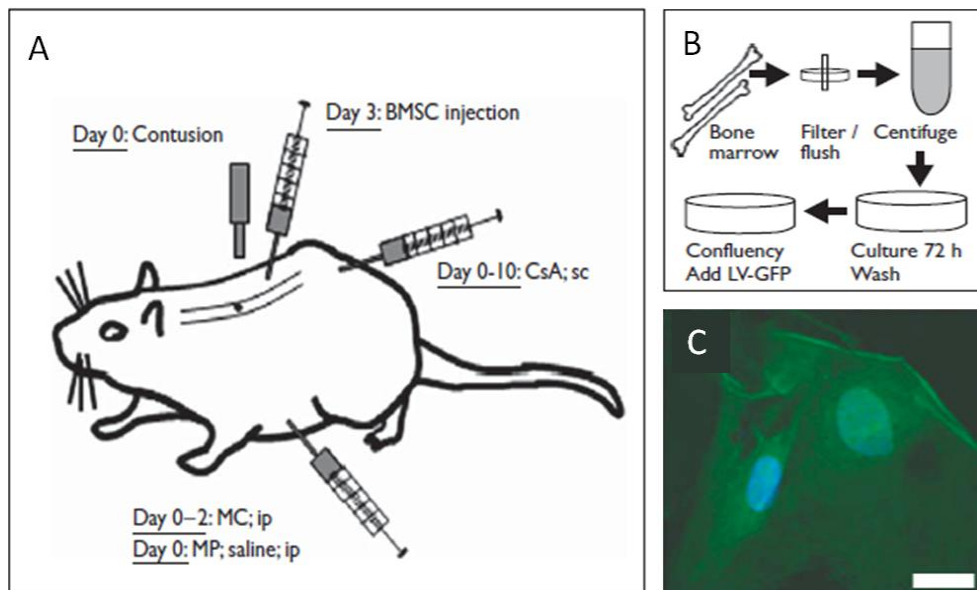 A
Day 0: Contusion
Day 3: BMSC injection
Day 0-10: CsA; sc
Day 0–2: MC; ip
Day 0: MP; saline; ip
B
Bone
marrow
Filter /
flush
Centifuge
Confluency
Add LV-GFP
Culture 72 h
Wash
C